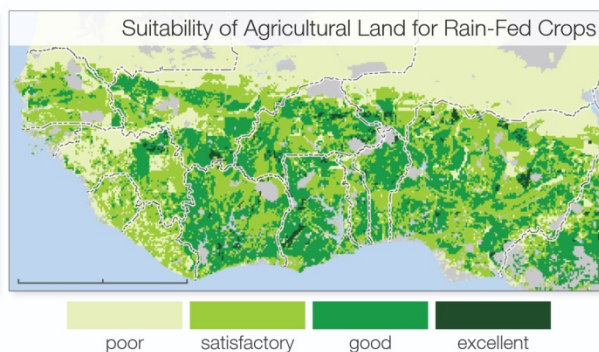 Suitability of Agricultural Land for Rain-Fed Crops
poor
satisfactory
good
excellent